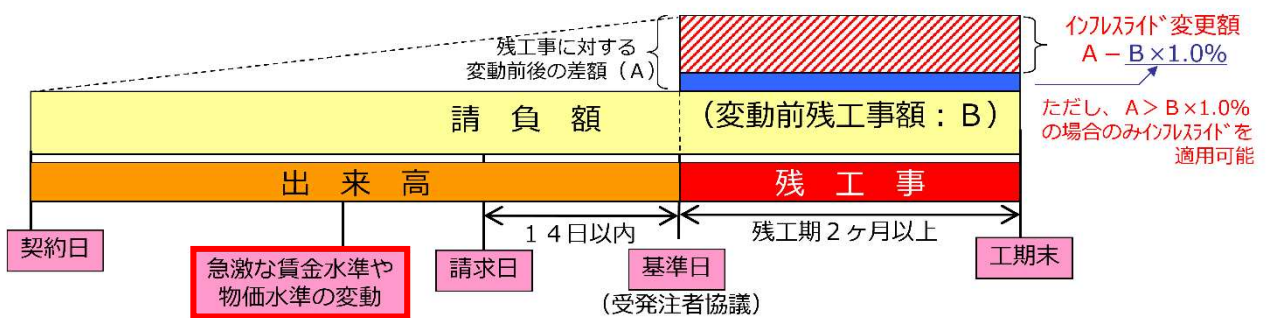 残工事に対する
変動前後の差額（A）
インフレスライド変更額
A－B×1.0%
ただし、A＞B×1.0%
の場合のみインフレスライドを
適用可能
請　負　額
（変動前残工事額：B）
出　来　高
残　工　事
１４日以内
残工期２ヶ月以上
契約日
急激な賃金水準や
物価水準の変動
請求日
基準日
（受発注者協議）
工期末